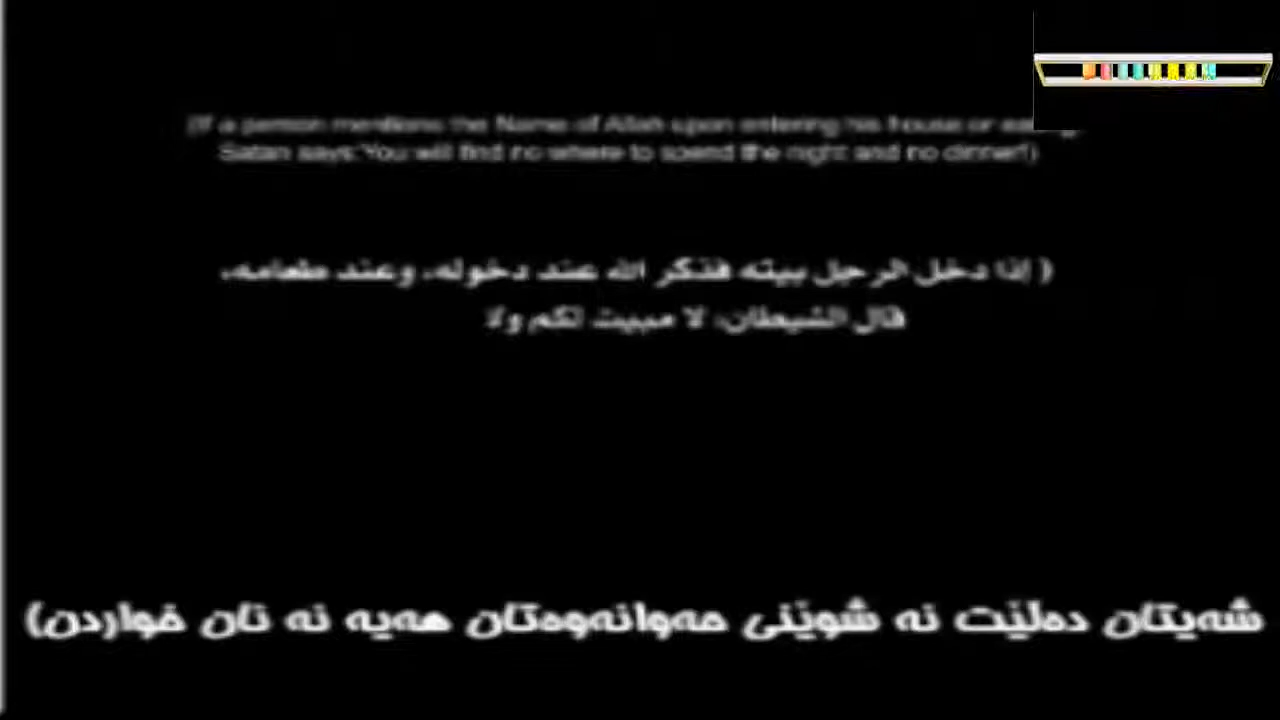 (If a person mentions the Name of Allah upon entering his house or eating,
Satan says:'You will find no where to spend the night and no dinner!)
( إذا دخل الرجل بيته فذكر الله عند دخوله، وعند طعامه،
قال الشيطان: لا مبيت لكم ولا
شەیتان دەڵێت نە شوێنی مەوانەوەتان هەیە نە نان خواردن)